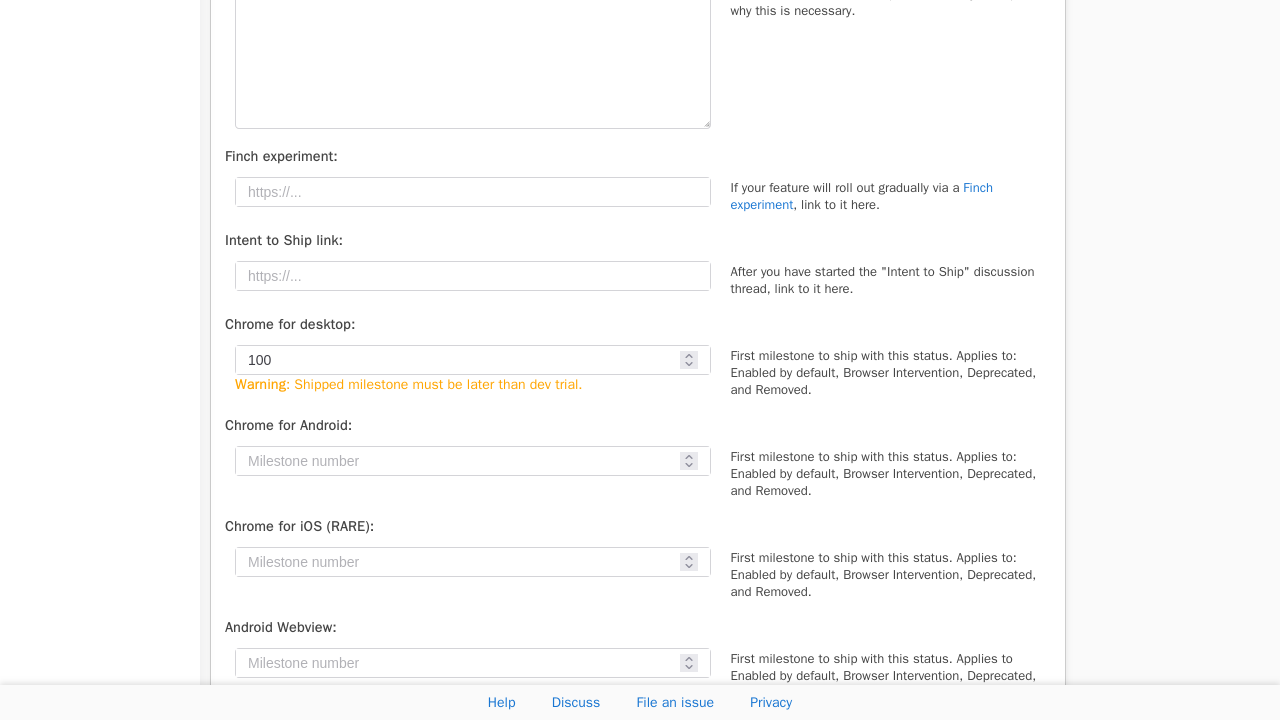 why this is necessary.
Finch experiment:
https://...
If your feature will roll out gradually via a Finch
experiment, link to it here.
Intent to Ship link:
https://...
After you have started the "Intent to Ship" discussion
thread, link to it here.
Chrome for desktop:
100
Warning: Shipped milestone must be later than dev trial.
First milestone to ship with this status. Applies to:
Enabled by default, Browser Intervention, Deprecated,
and Removed.
Chrome for Android:
Milestone number
First milestone to ship with this status. Applies to:
Enabled by default, Browser Intervention, Deprecated,
and Removed.
Chrome for iOS (RARE):
Milestone number
First milestone to ship with this status. Applies to:
Enabled by default, Browser Intervention, Deprecated,
and Removed.
Android Webview:
Milestone number
First milestone to ship with this status. Applies to
Enabled by default, Browser Intervention, Deprecated,
Help
Discuss
File an issue
Privacy